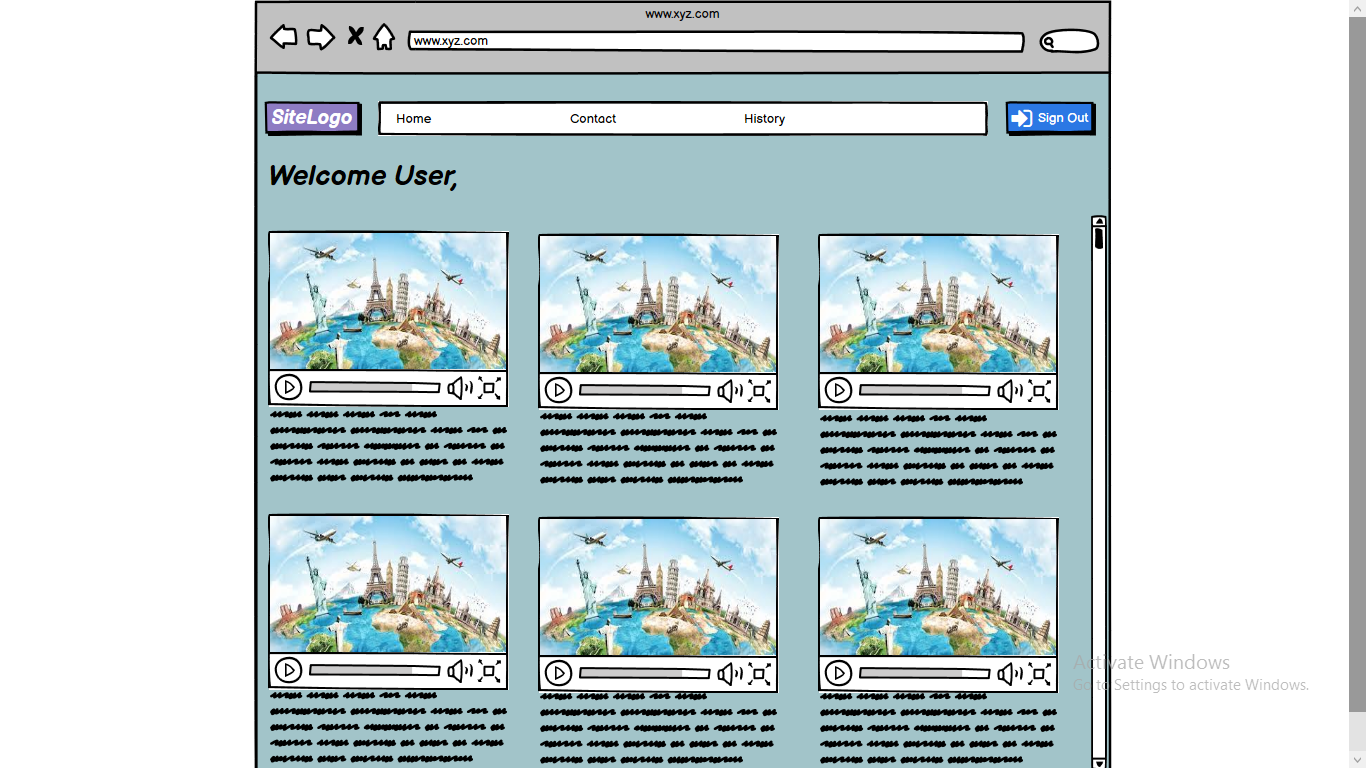 www.xyz.com
www.xyz.com
SiteLogo
Home
Contact
History
Sign Out
Welcome User,
Activate Windows
Go to Settings to activate Windows.